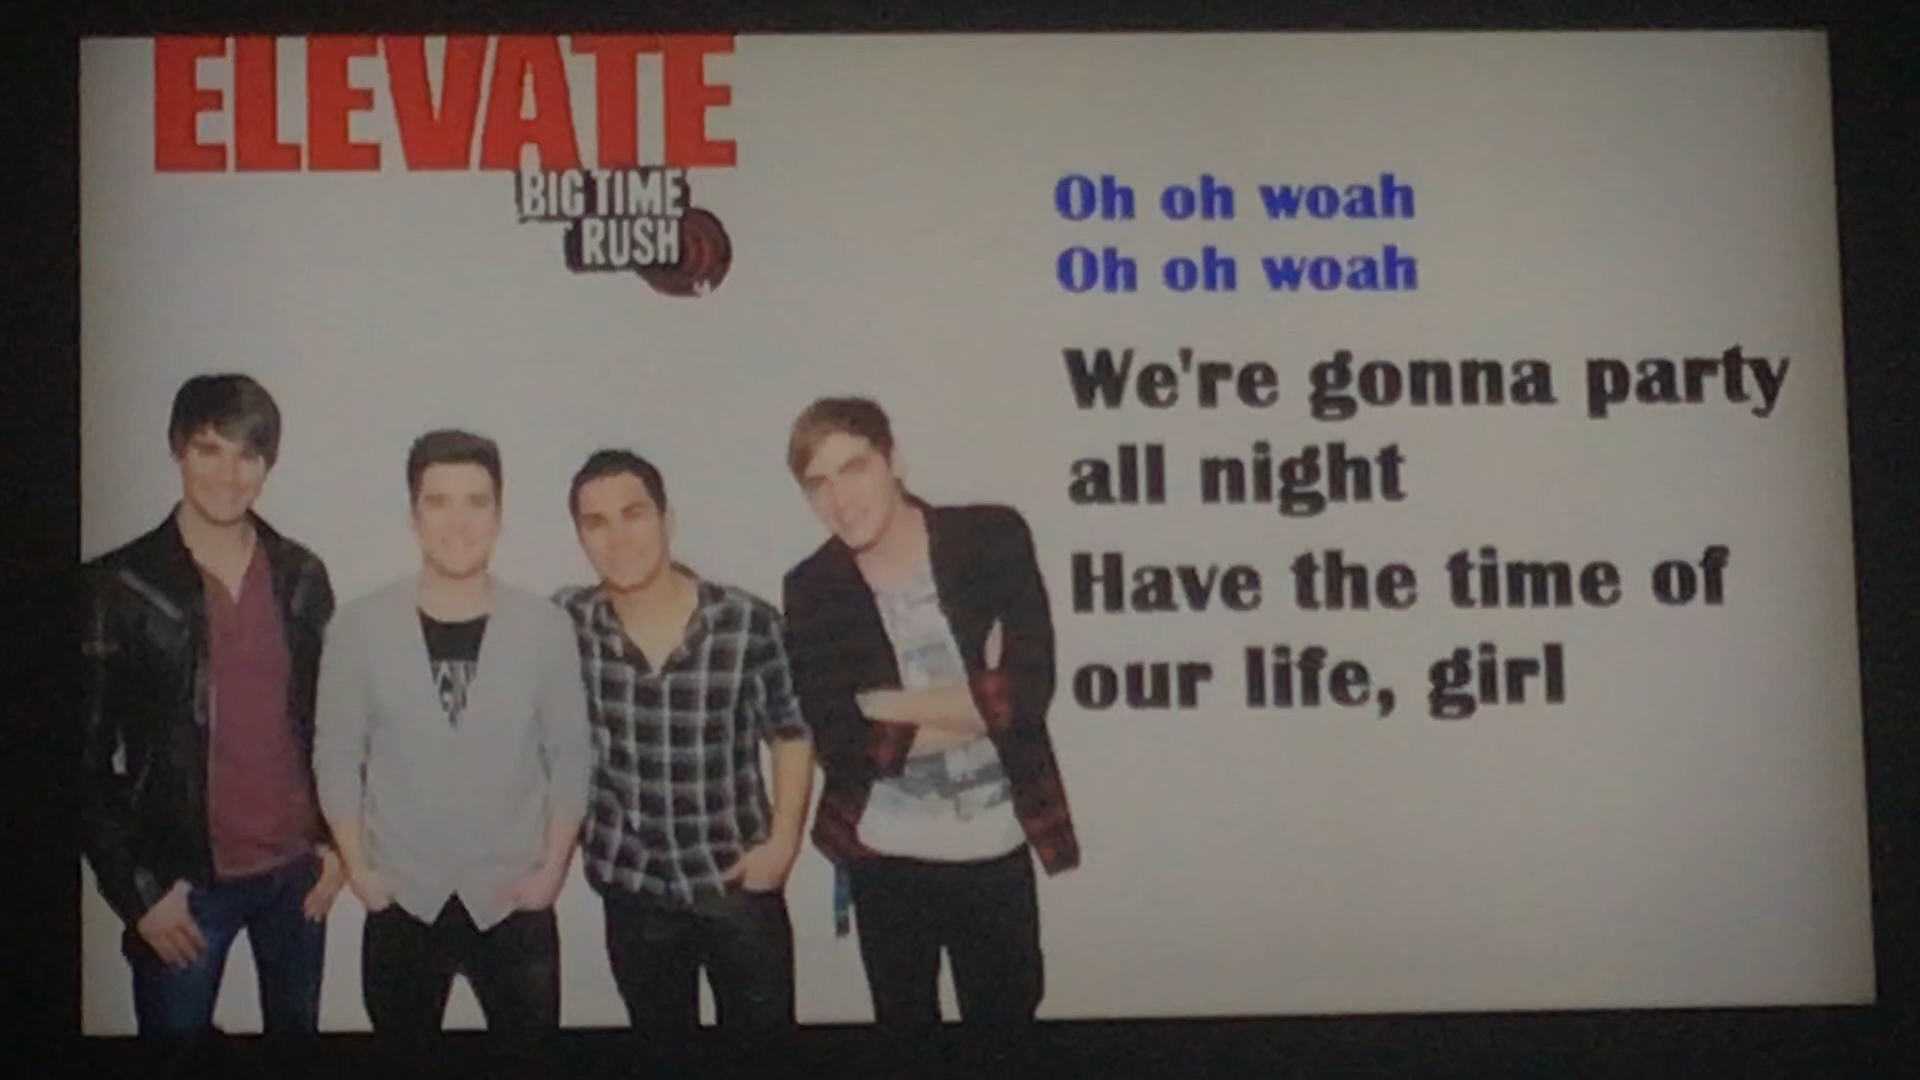 ELEVATE
BIG TIME
RUSH
Oh oh woah
Oh oh woah
We're gonna party
all night
Have the time of
our life, girl